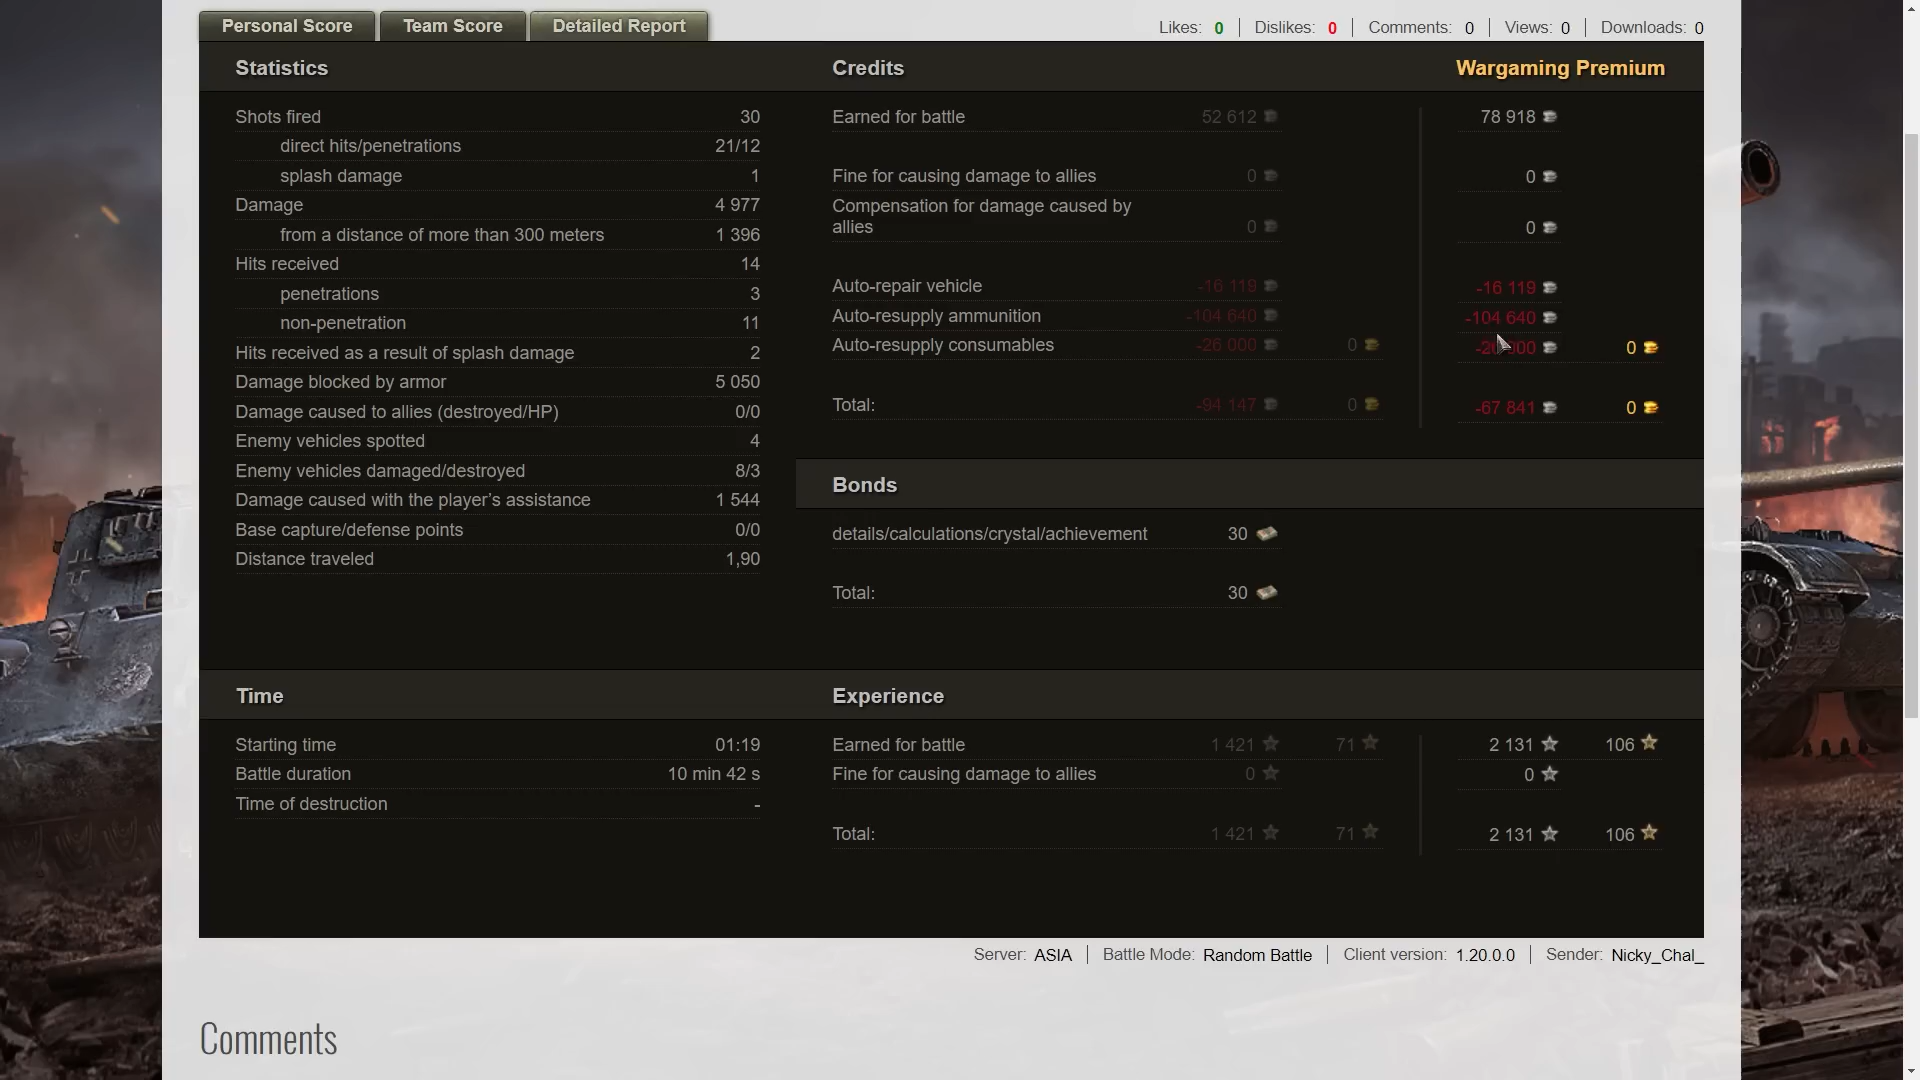 Personal Score Team Score Detailed Report
Likes: 0 Dislikes: 0 Comments: 0 Views: 0 Downloads: 0
Statistics
Shots fired 30
direct hits/penetrations 21/12
splash damage 1
Damage 4 977
from a distance of more than 300 meters 1 396
Hits received 14
penetrations 3
non-penetration 11
Hits received as a result of splash damage 2
Damage blocked by armor 5 050
Damage caused to allies (destroyed/HP) 0/0
Enemy vehicles spotted 4
Enemy vehicles damaged/destroyed 8/3
Damage caused with the player's assistance 1 544
Base capture/defense points 0/0
Distance traveled 1,90
Credits Wargaming Premium
Earned for battle 52 612 78 918
Fine for causing damage to allies 0 0
Compensation for damage caused by
allies 0 0
Auto-repair vehicle -16 119 -16 119
Auto-resupply ammunition -104 640 -104 640
Auto-resupply consumables -26 000 0 0
Total: -94 147 0 -67 841 0
Bonds
details/calculations/crystal/achievement 30
Total: 30
Time
Starting time 01:19
Battle duration 10 min 42 s
Time of destruction -
Experience
Earned for battle 1 421 71 2 131 106
Fine for causing damage to allies 0 0
Total: 1 421 71 2 131 106
Server: ASIA Battle Mode: Random Battle Client version: 1.20.0.0 Sender: Nicky_Chal_
Comments